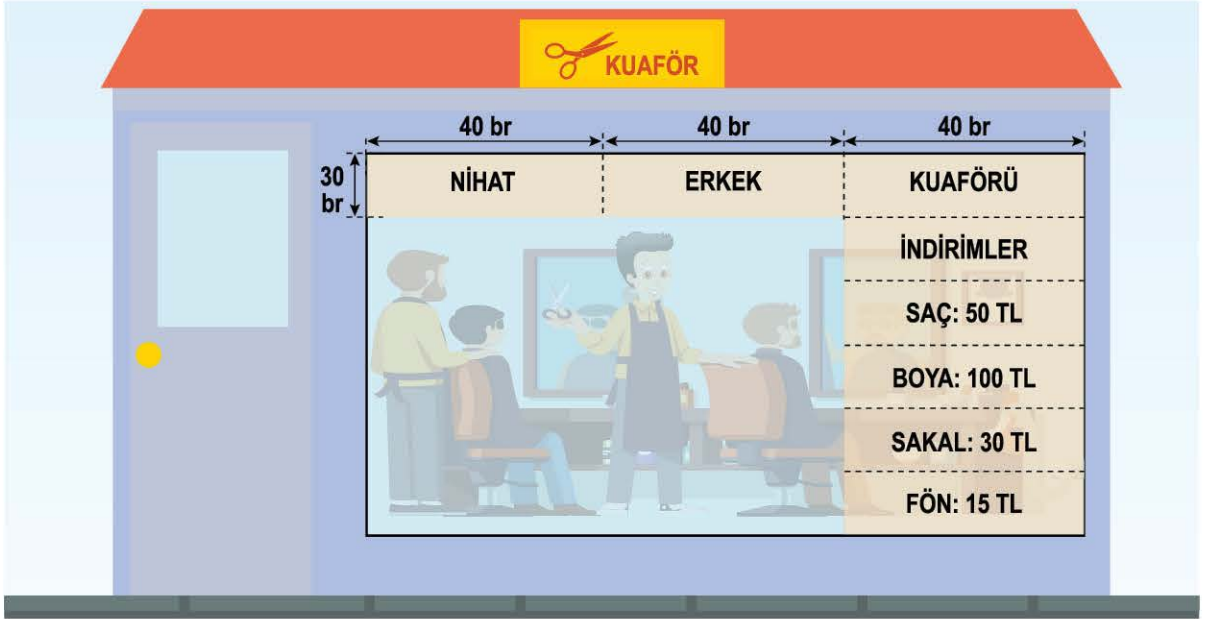 KUAFÖR
40 br 40 br 40 br
30 br
NİHAT ERKEK KUAFÖRÜ
İNDİRİMLER
SAÇ: 50 TL
BOYA: 100 TL
SAKAL: 30 TL
FÖN: 15 TL